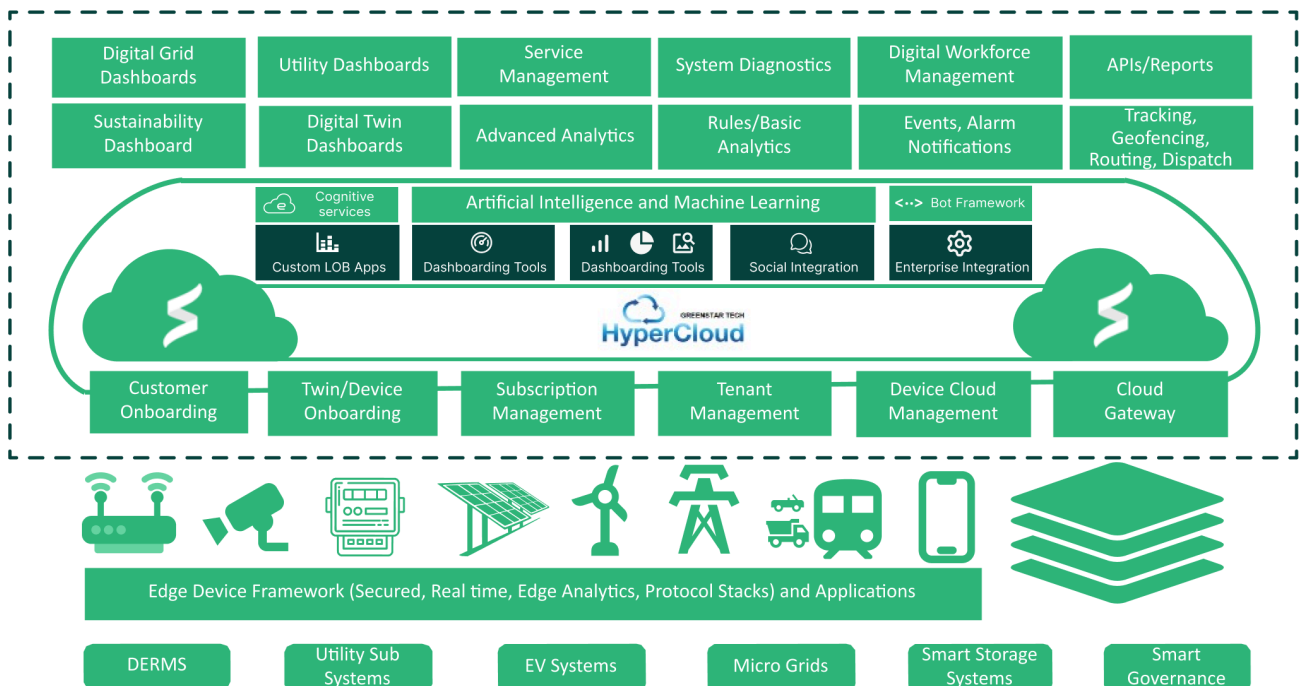 Digital Grid
Dashboards
Utility Dashboards
Service
Management
System Diagnostics
Digital Workforce
Management
APIs/Reports
Sustainability
Dashboard
Digital Twin
Dashboards
Advanced Analytics
Rules/Basic
Analytics
Events, Alarm
Notifications
Tracking,
Geofencing,
Routing, Dispatch
e
Cognitive
services
Artificial Intelligence and Machine Learning
<··> Bot Framework
Custom LOB Apps
Dashboarding Tools
Dashboarding Tools
Social Integration
Enterprise Integration
GREENSTAR TECH
HyperCloud
Customer
Onboarding
Twin/Device
Onboarding
Subscription
Management
Tenant
Management
Device Cloud
Management
Cloud
Gateway
Edge Device Framework (Secured, Real time, Edge Analytics, Protocol Stacks) and Applications
DERMS
Utility Sub
Systems
EV Systems
Micro Grids
Smart Storage
Systems
Smart
Governance